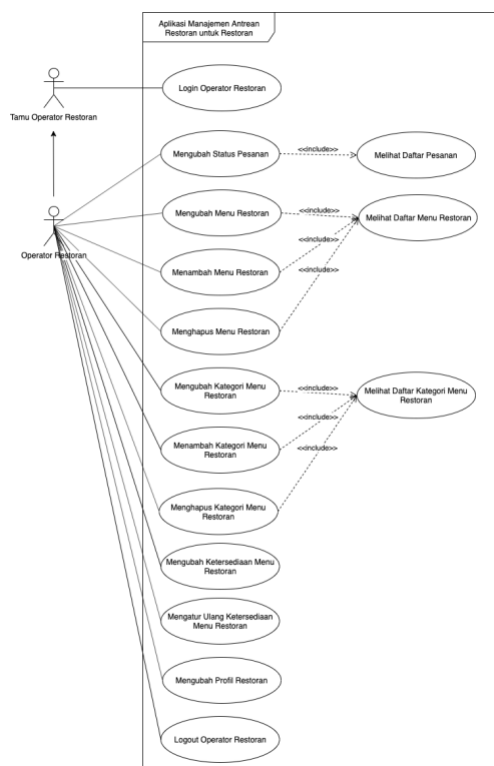 Aplikasi Manajemen Antrean
Restoran untuk Restoran
Login Operator Restoran
Tamu Operator Restoran
Mengubah Status Pesanan
<<include>>
Melihat Daftar Pesanan
Mengubah Menu Restoran
<<include>>
Melihat Daftar Menu Restoran
Operator Restoran
<<include>>
Menambah Menu Restoran
<<include>>
Menghapus Menu Restoran
Mengubah Kategori Menu
Restoran
<<include>>
Melihat Daftar Kategori Menu
Restoran
<<include>>
Menambah Kategori Menu
Restoran
<<include>>
Menghapus Kategori Menu
Restoran
Mengubah Ketersediaan Menu
Restoran
Mengatur Ulang Ketersediaan
Menu Restoran
Mengubah Profil Restoran
Logout Operator Restoran